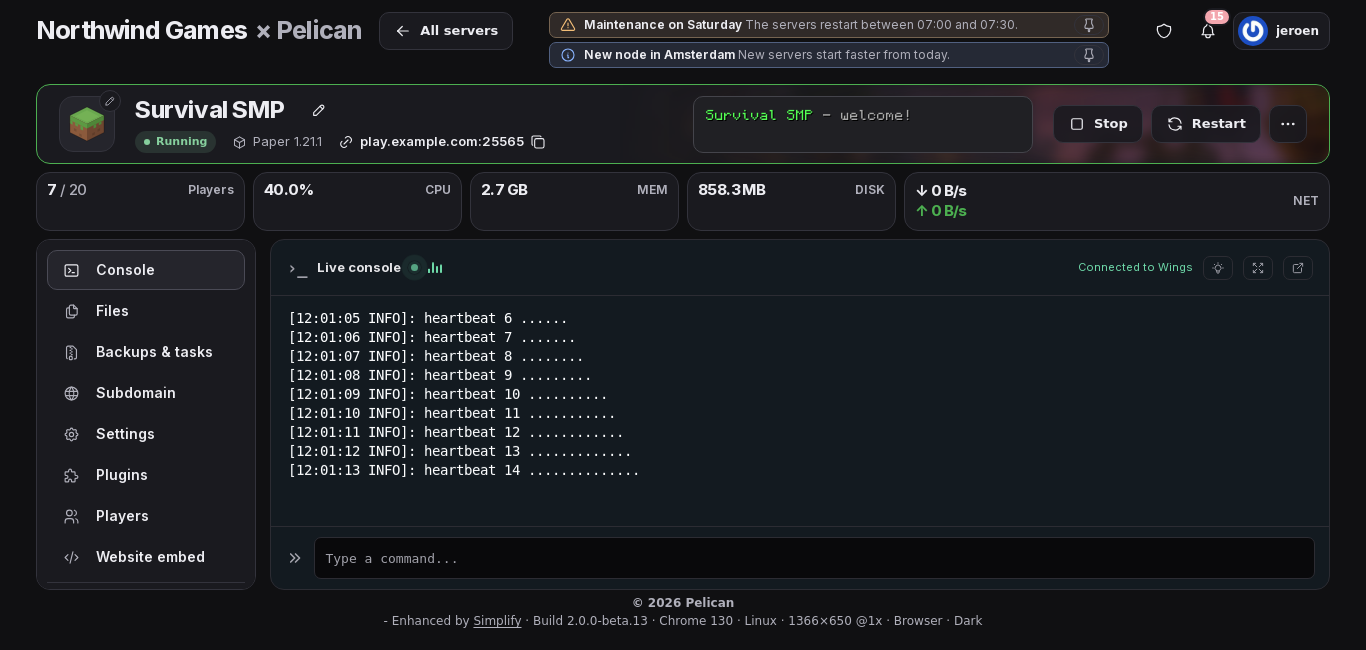 Northwind Games × Pelican
All servers
Maintenance on Saturday The servers restart between 07:00 and 07:30.
New node in Amsterdam New servers start faster from today.
15
jeroen
Survival SMP
Running
Paper 1.21.1
play.example.com:25565
Survival SMP - welcome!
Stop
Restart
7 / 20 Players
40.0% CPU
2.7 GB MEM
858.3 MB DISK
↓ 0 B/s
↑ 0 B/s
NET
Console
Files
Backups & tasks
Subdomain
Settings
Plugins
Players
Website embed
Live console
Connected to Wings
[12:01:05 INFO]: heartbeat 6 ......
[12:01:06 INFO]: heartbeat 7 .......
[12:01:07 INFO]: heartbeat 8 ........
[12:01:08 INFO]: heartbeat 9 .........
[12:01:09 INFO]: heartbeat 10 ..........
[12:01:10 INFO]: heartbeat 11 ...........
[12:01:11 INFO]: heartbeat 12 ............
[12:01:12 INFO]: heartbeat 13 .............
[12:01:13 INFO]: heartbeat 14 ..............
Type a command...
© 2026 Pelican
- Enhanced by Simplify · Build 2.0.0-beta.13 · Chrome 130 · Linux · 1366×650 @1x · Browser · Dark